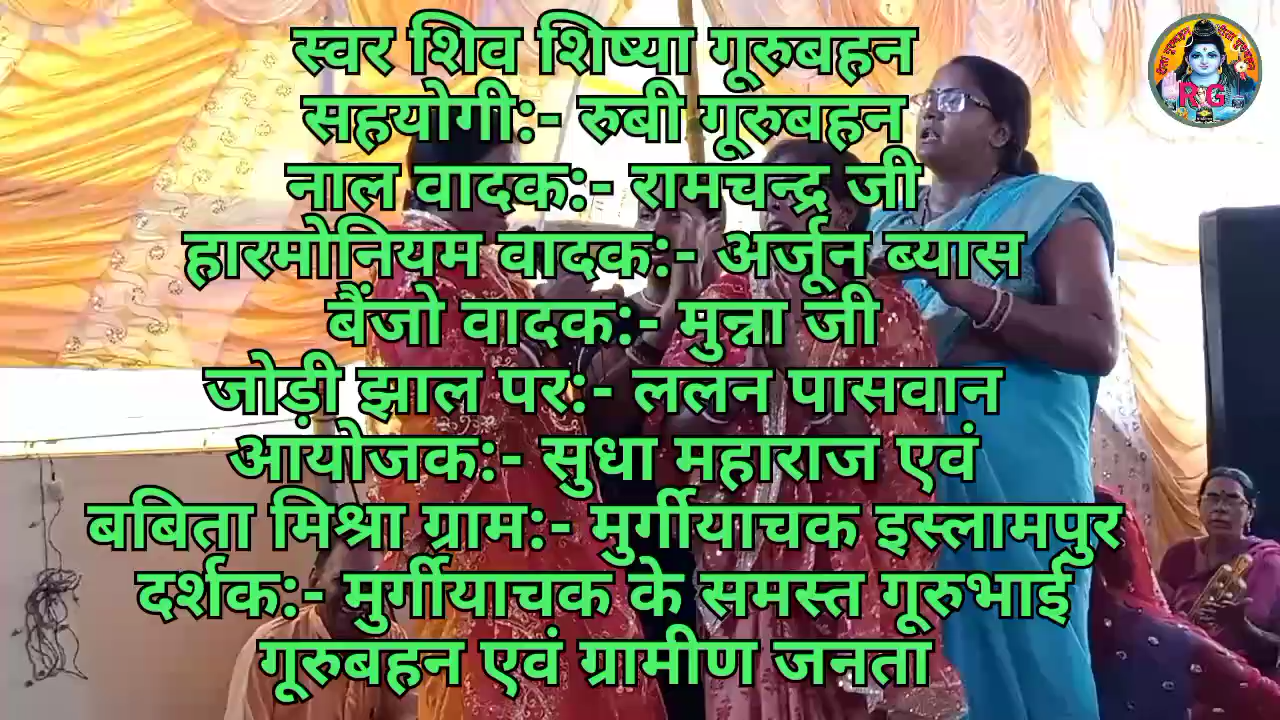 स्वर शिव शिष्या गूरुबहन
सहयोगी:- रुबी गूरुबहन
नाल वादक:- रामचन्द्र जी
हारमोनियम वादक:- अर्जून ब्यास
बैंजो वादक:- मुन्ना जी
जोड़ी झाल पर:- ललन पासवान
आयोजक:- सुधा महाराज एवं
बबिता मिश्रा ग्राम:- मुर्गीयाचक इस्लामपुर
दर्शक:- मुर्गीयाचक के समस्त गूरुभाई
गूरुबहन एवं ग्रामीण जनता
RG